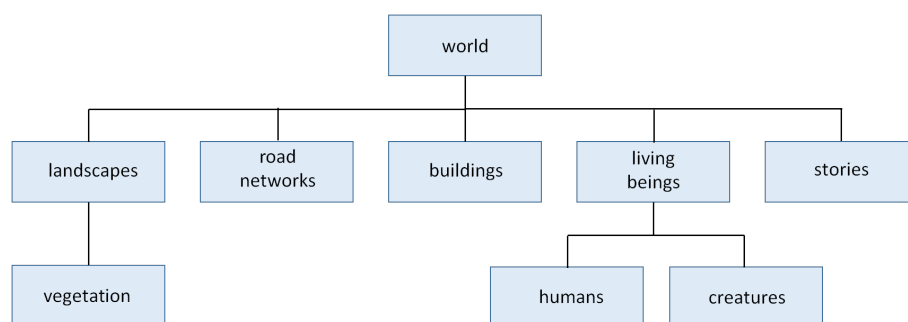 world
landscapes
road
networks
buildings
living
beings
stories
vegetation
humans
creatures